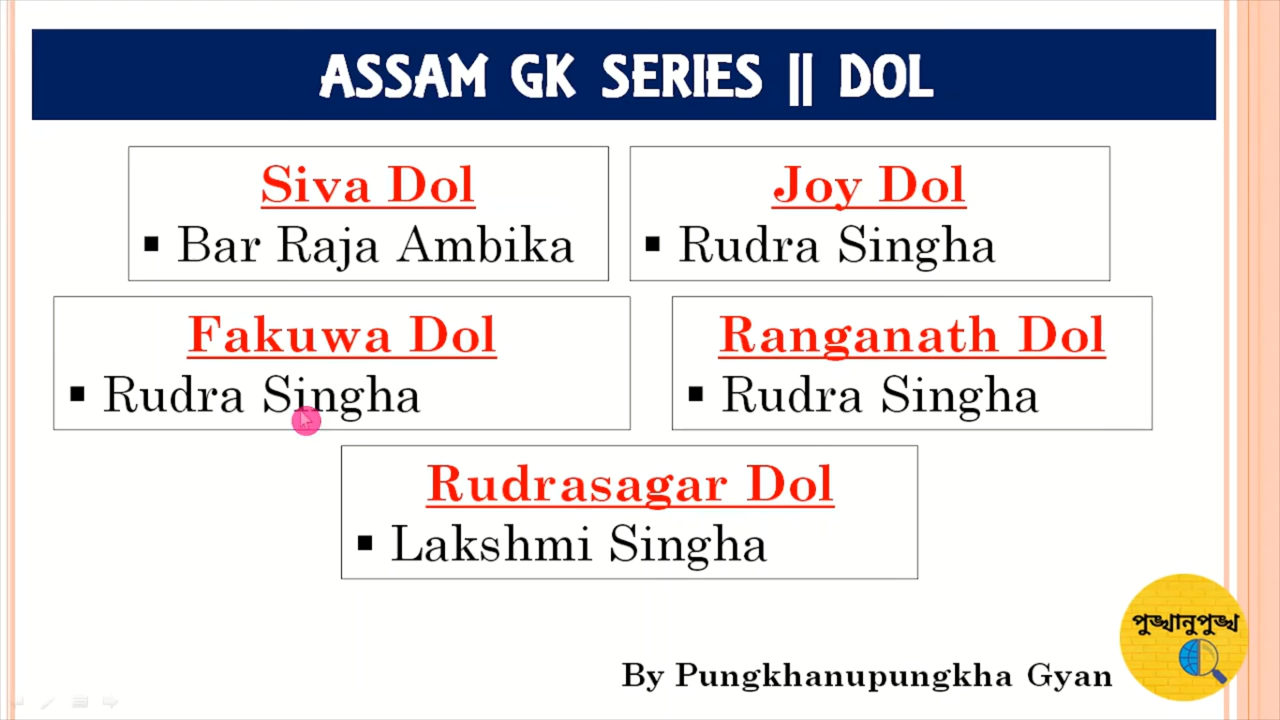 ASSAM GK SERIES || DOL
Siva Dol
▪ Bar Raja Ambika
Joy Dol
▪ Rudra Singha
Fakuwa Dol
▪ Rudra Singha
Ranganath Dol
▪ Rudra Singha
Rudrasagar Dol
▪ Lakshmi Singha
পুঙ্খানুপুঙ্খ
By Pungkhanupungkha Gyan